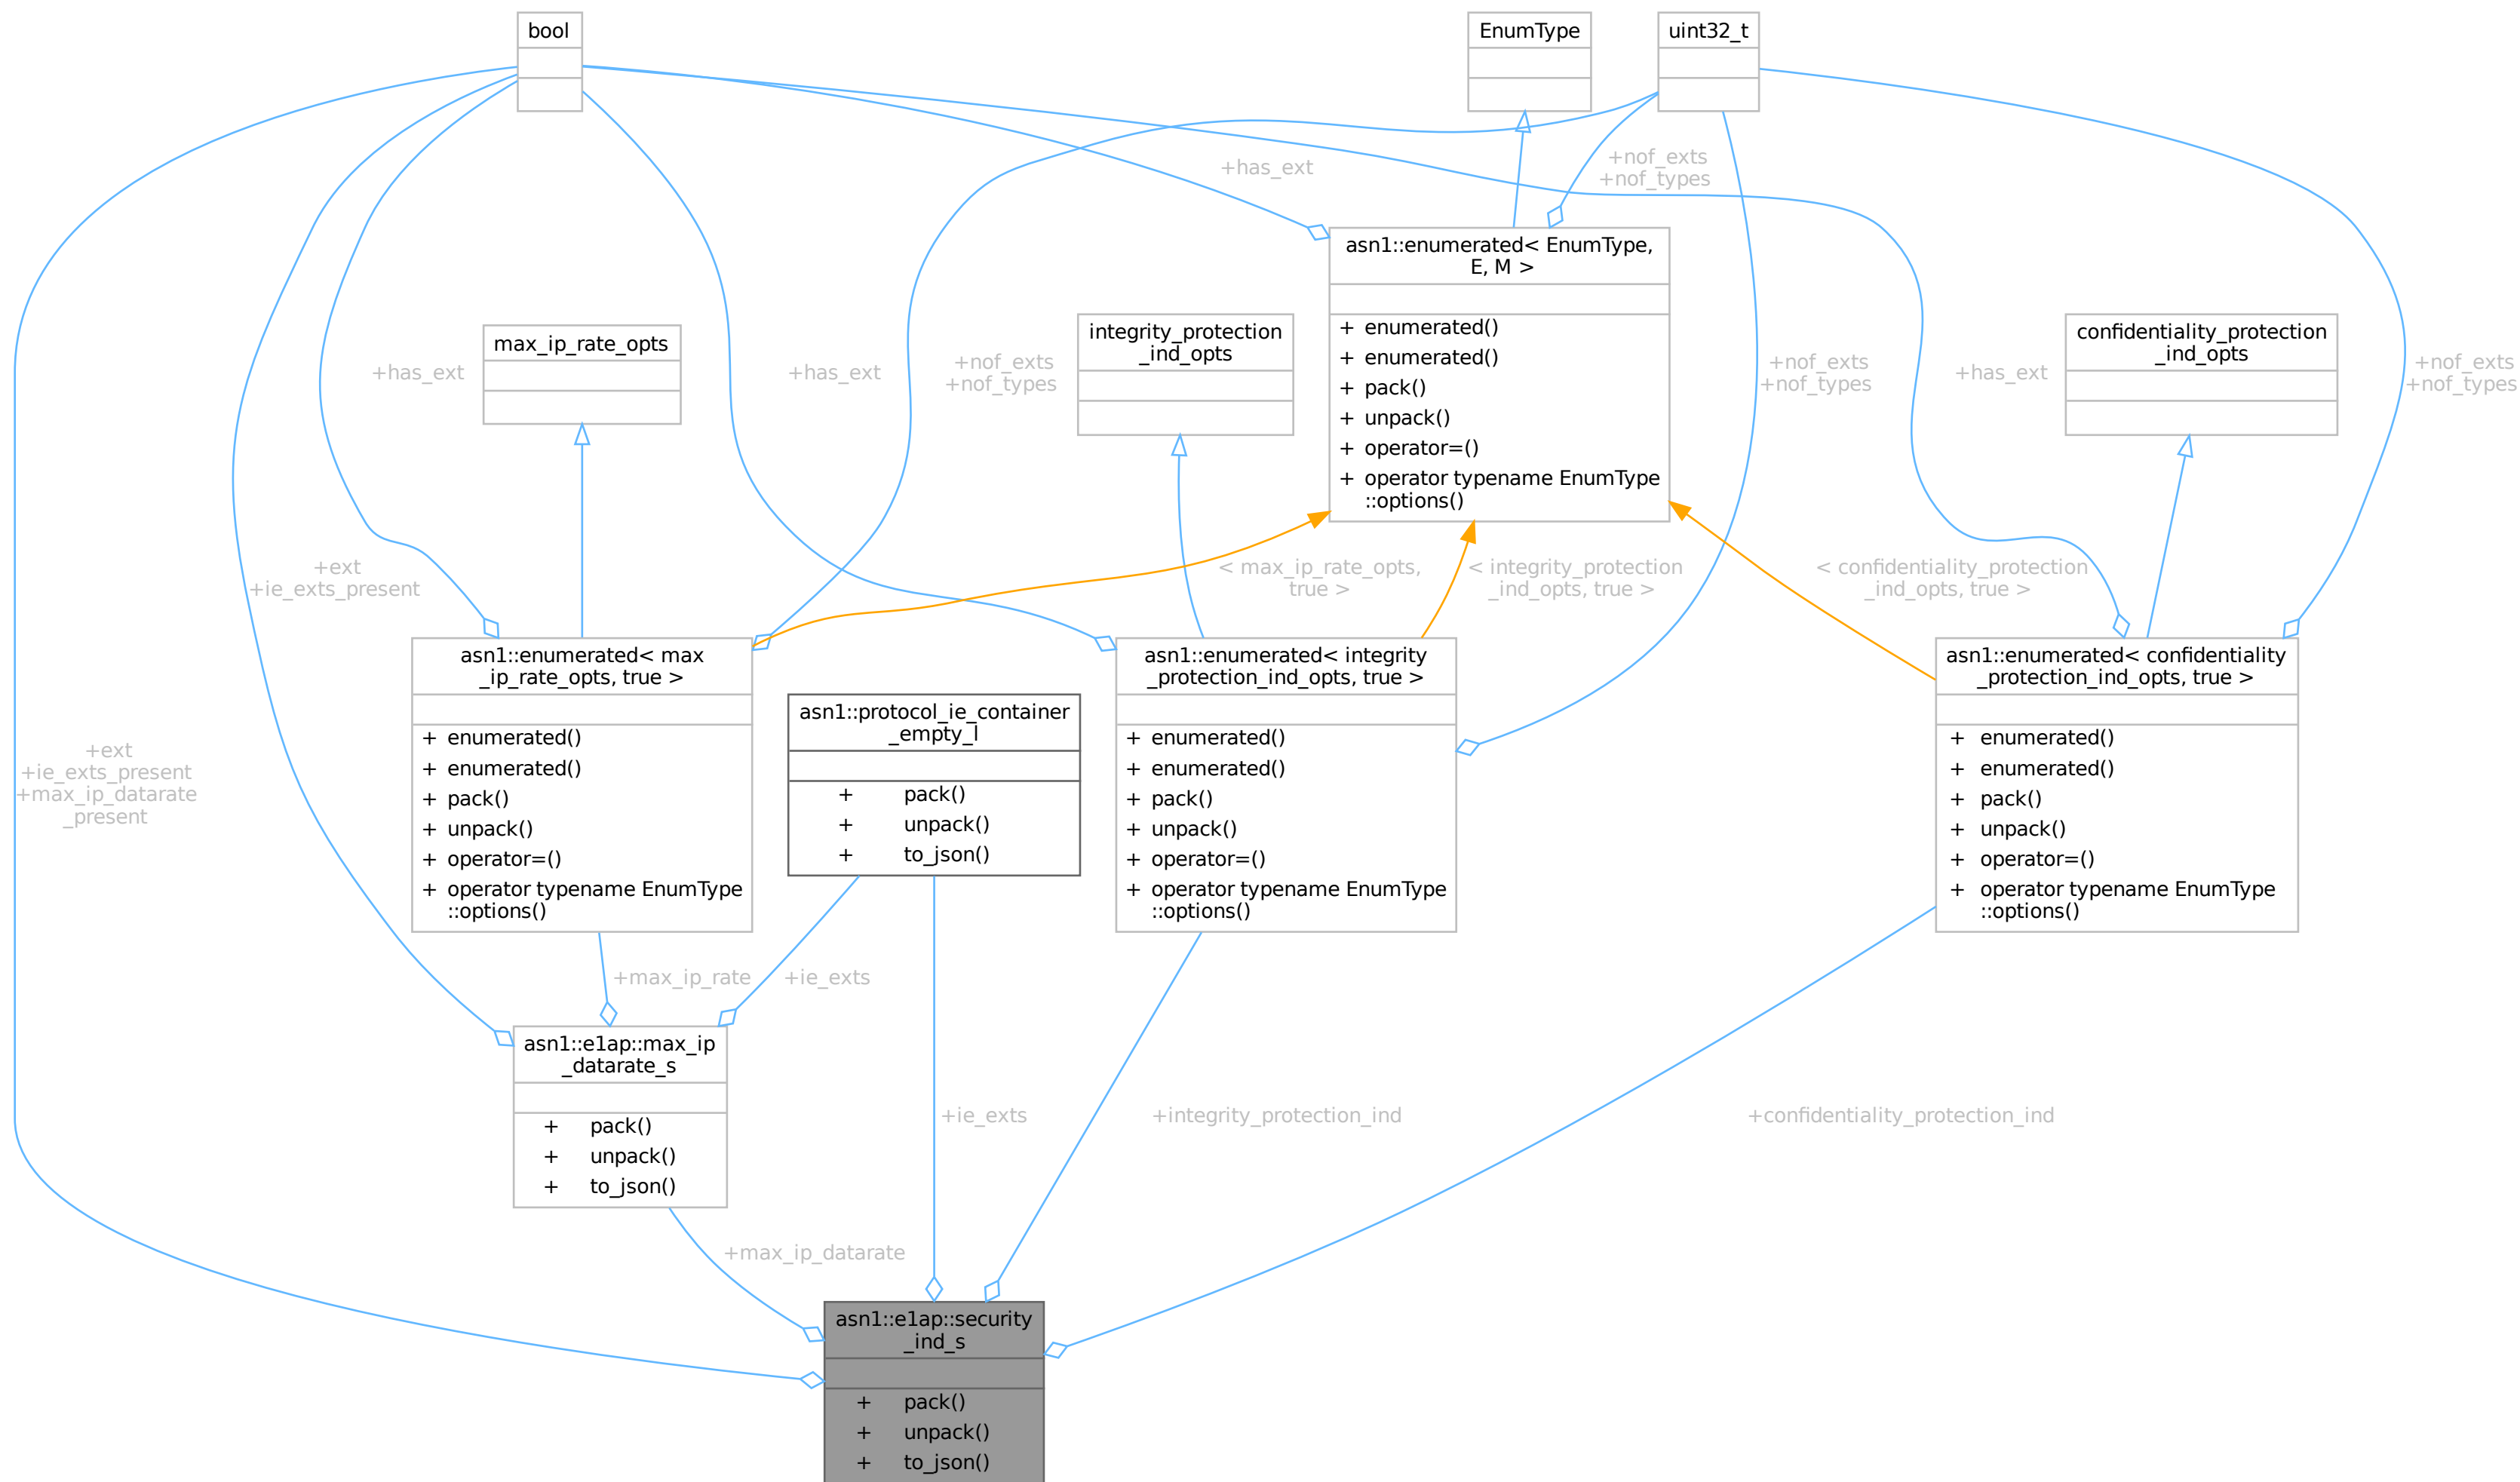 bool
EnumType
uint32_t
+nof_exts
+nof_types
+has_ext
asn1::enumerated< EnumType,
E, M >
+ enumerated()
+ enumerated()
+ pack()
+ unpack()
+ operator=()
+ operator typename EnumType
::options()
max_ip_rate_opts
integrity_protection
_ind_opts
confidentiality_protection
_ind_opts
+has_ext
+has_ext
+nof_exts
+nof_types
+nof_exts
+nof_types
+has_ext
+nof_exts
+nof_types
+ext
+ie_exts_present
< max_ip_rate_opts,
true >
< integrity_protection
_ind_opts, true >
< confidentiality_protection
_ind_opts, true >
+ext
+ie_exts_present
+max_ip_datarate
_present
asn1::enumerated< max
_ip_rate_opts, true >
+ enumerated()
+ enumerated()
+ pack()
+ unpack()
+ operator=()
+ operator typename EnumType
::options()
asn1::protocol_ie_container
_empty_l
+ pack()
+ unpack()
+ to_json()
asn1::enumerated< integrity
_protection_ind_opts, true >
+ enumerated()
+ enumerated()
+ pack()
+ unpack()
+ operator=()
+ operator typename EnumType
::options()
asn1::enumerated< confidentiality
_protection_ind_opts, true >
+ enumerated()
+ enumerated()
+ pack()
+ unpack()
+ operator=()
+ operator typename EnumType
::options()
+max_ip_rate
+ie_exts
asn1::e1ap::max_ip
_datarate_s
+ pack()
+ unpack()
+ to_json()
+ie_exts
+integrity_protection_ind
+confidentiality_protection_ind
+max_ip_datarate
asn1::e1ap::security
_ind_s
+ pack()
+ unpack()
+ to_json()